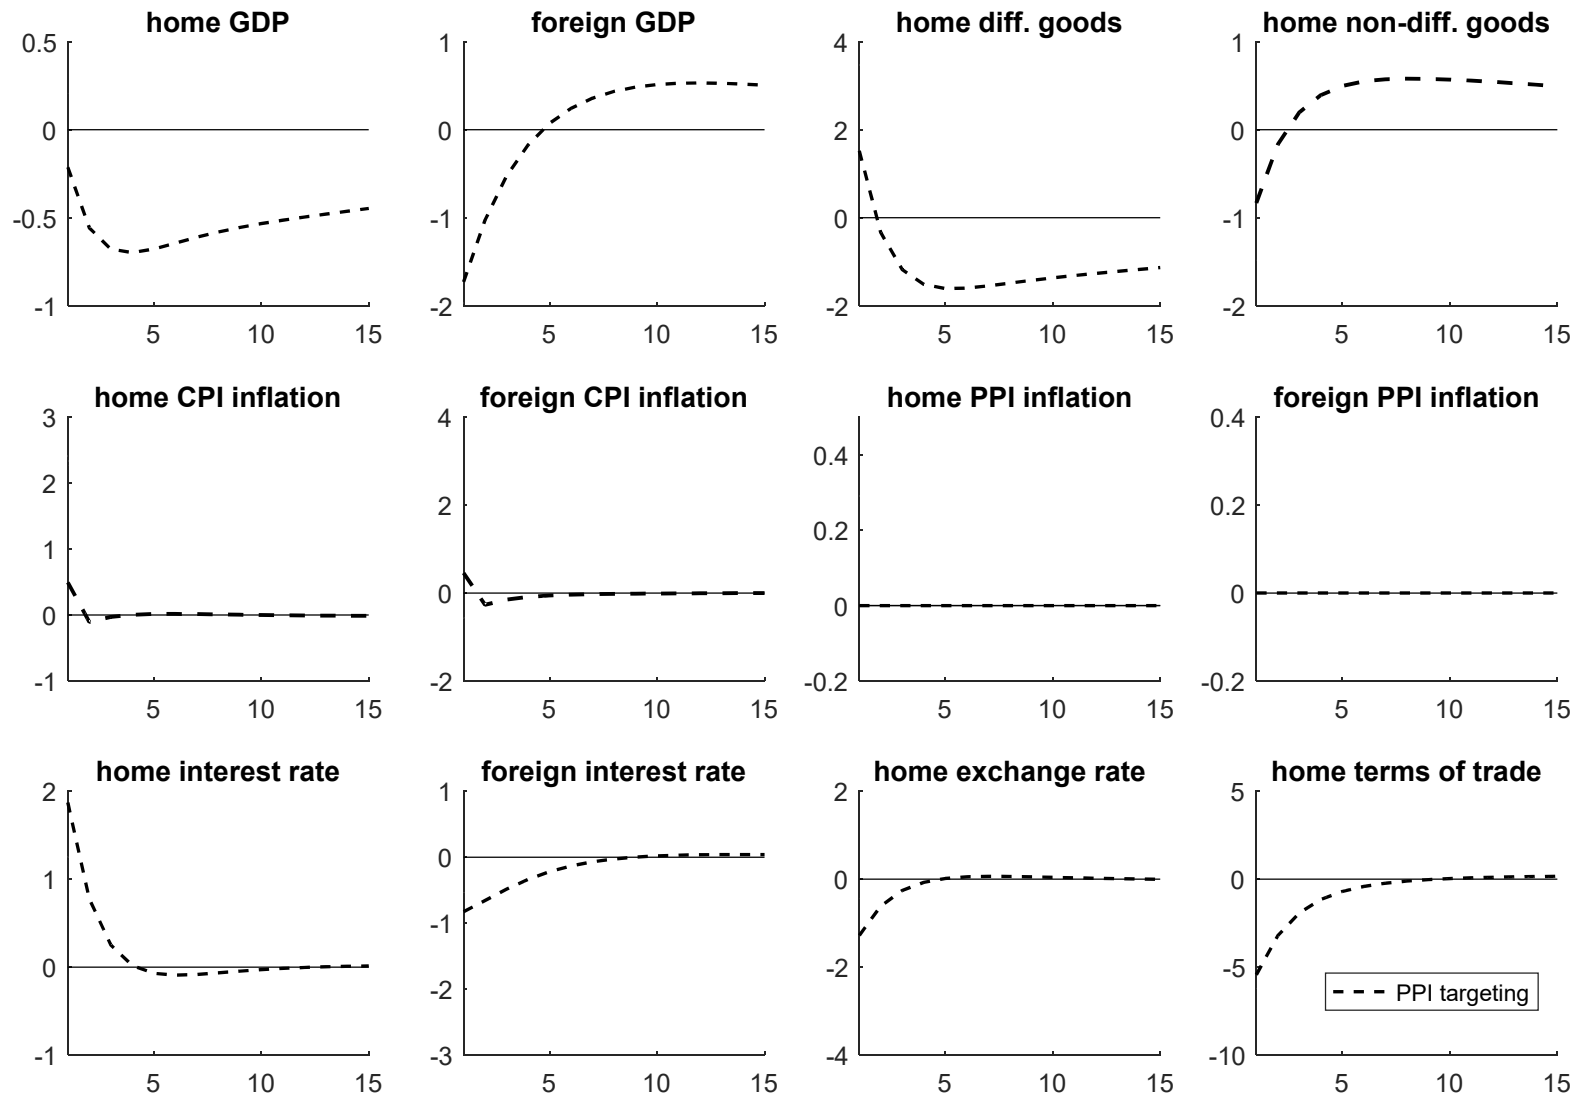 home GDP
0.5
0
-0.5
-1
5 10 15
foreign GDP
1
0
-1
-2
5 10 15
home diff. goods
4
2
0
-2
5 10 15
home non-diff. goods
1
0
-1
-2
5 10 15
home CPI inflation
3
2
1
0
-1
5 10 15
foreign CPI inflation
4
2
0
-2
5 10 15
home PPI inflation
0.4
0.2
0
-0.2
5 10 15
foreign PPI inflation
0.4
0.2
0
-0.2
5 10 15
home interest rate
2
1
0
-1
5 10 15
foreign interest rate
1
0
-1
-2
-3
5 10 15
home exchange rate
2
0
-2
-4
5 10 15
home terms of trade
5
0
-5
-10
5 10 15
PPI targeting